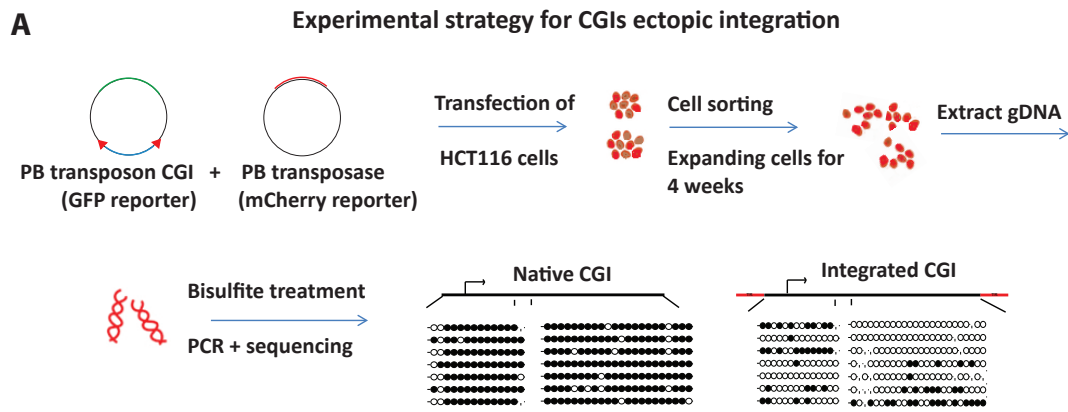 A
Experimental strategy for CGIs ectopic integration
PB transposon CGI + PB transposase
(GFP reporter) (mCherry reporter)
Transfection of
HCT116 cells
Cell sorting
Expanding cells for
4 weeks
Extract gDNA
Bisulfite treatment
PCR + sequencing
Native CGI
Integrated CGI